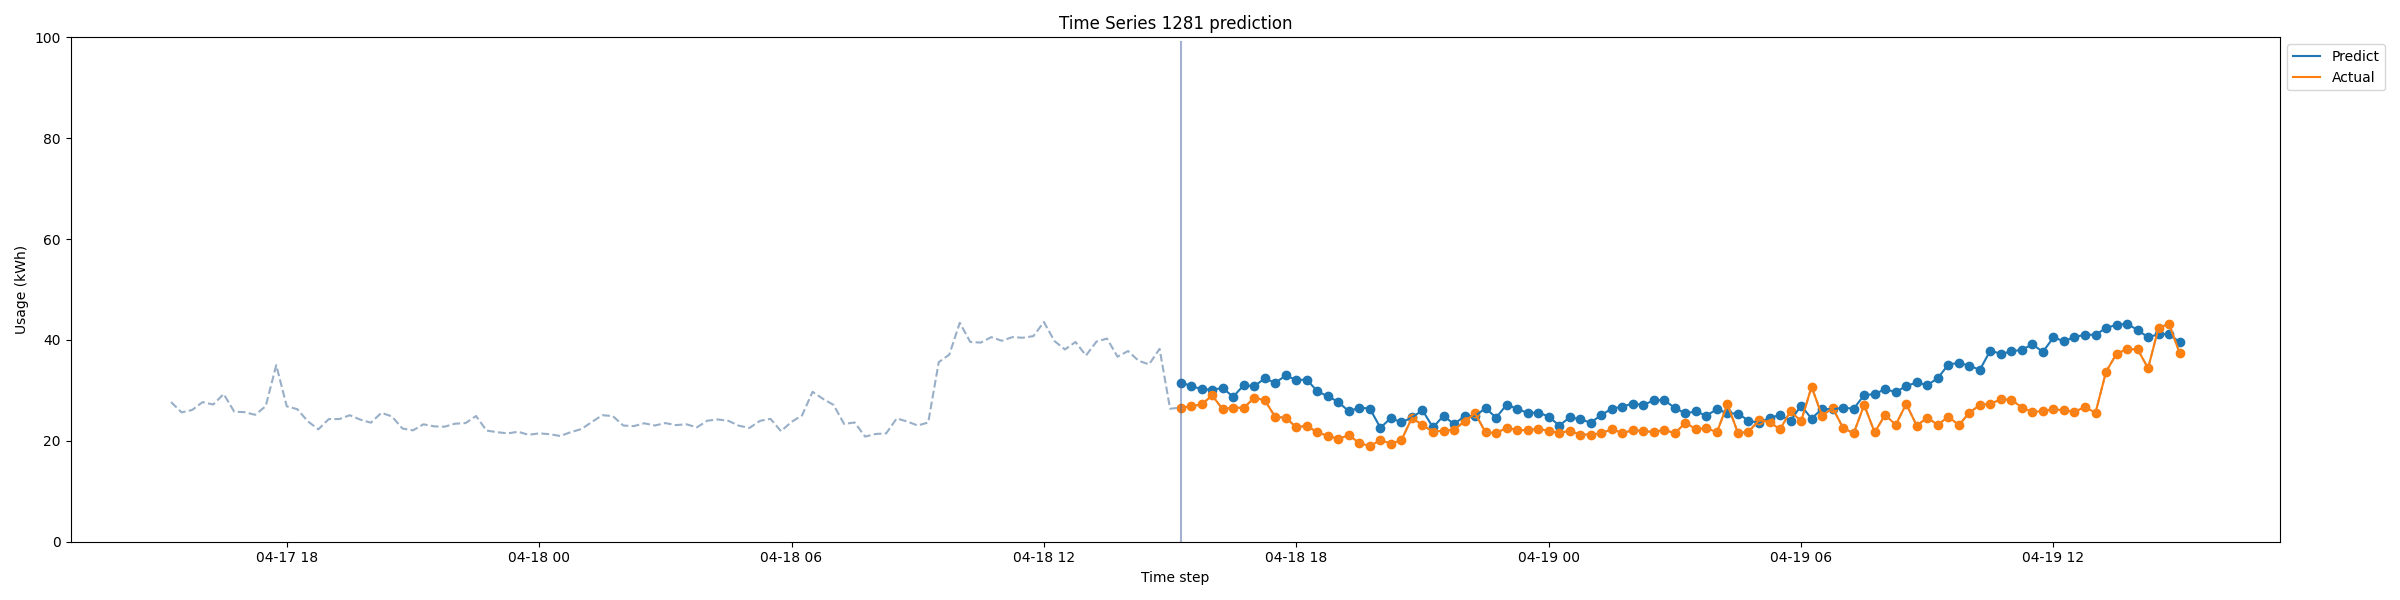 Time Series 1281 prediction
100
80
60
40
20
0
Usage (kWh)
04-17 18
04-18 00
04-18 06
04-18 12
04-18 18
04-19 00
04-19 06
04-19 12
Time step
Predict
Actual